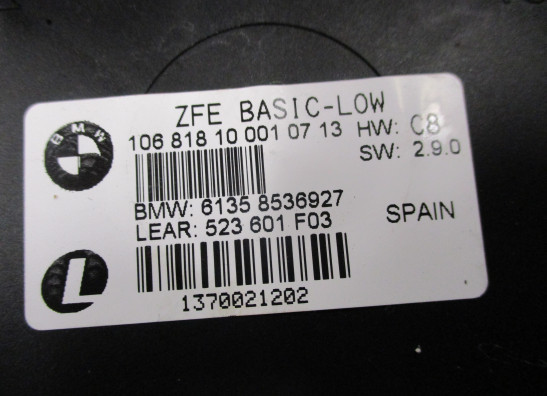 ZFE BASIC-LOW
106 818 10 001 07 13 HW: C8
SW: 2.9.0
BMW
BMW: 6135 8536927
LEAR: 523 601 F03 SPAIN
L
1370021202